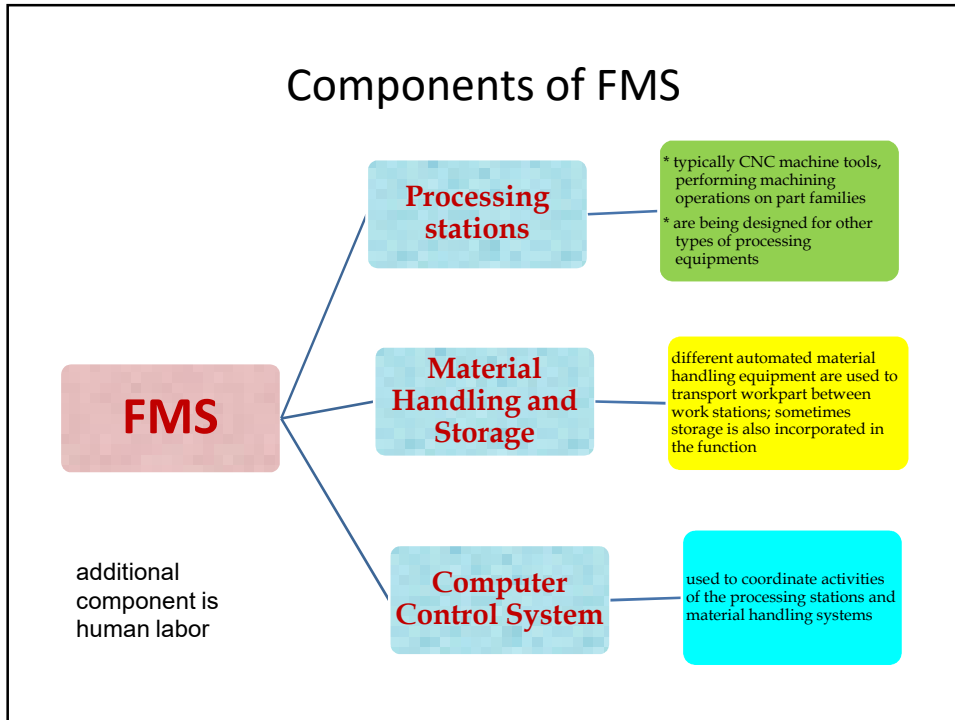 Components of FMS
Processing
stations
* typically CNC machine tools,
performing machining
operations on part families
* are being designed for other
types of processing
equipments
FMS
Material
Handling and
Storage
different automated material
handling equipment are used to
transport workpart between
work stations; sometimes
storage is also incorporated in
the function
additional
component is
human labor
Computer
Control System
used to coordinate activities
of the processing stations and
material handling systems